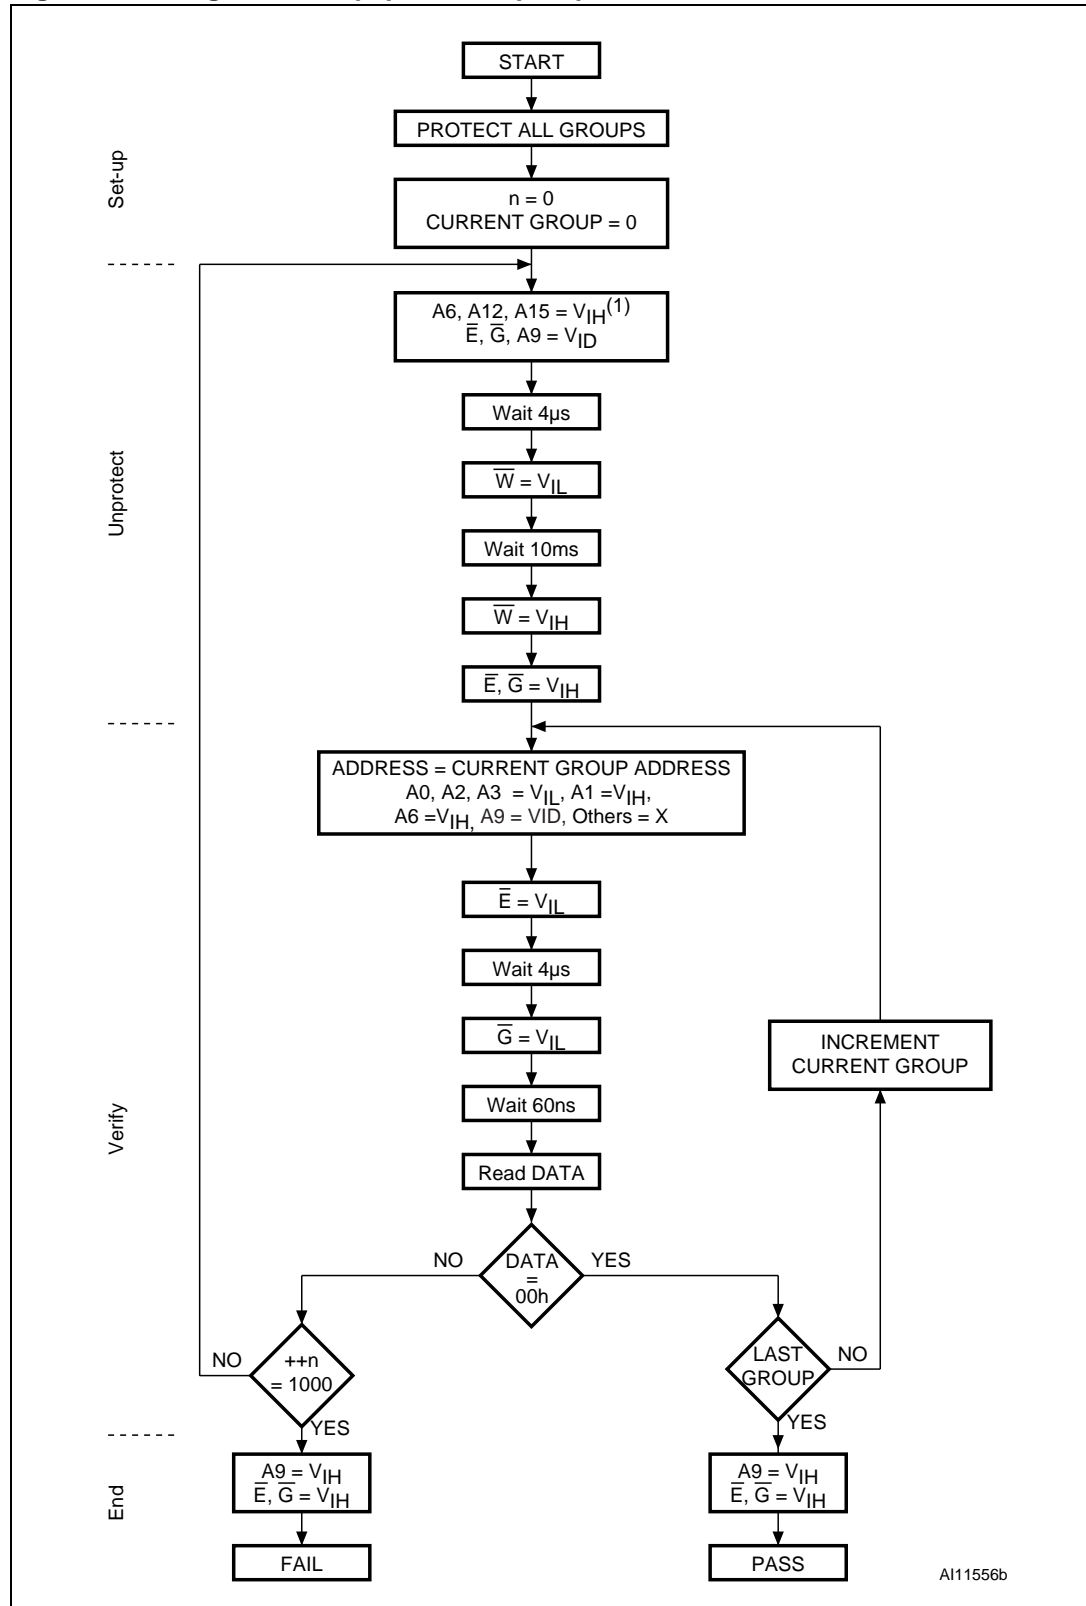 START
PROTECT ALL GROUPS
Set-up
n = 0
CURRENT GROUP = 0
A6, A12, A15 = VIH(1)
E̅, G̅, A9 = VID
Wait 4µs
Unprotect
W̅ = VIL
Wait 10ms
W̅ = VIH
E̅, G̅ = VIH
ADDRESS = CURRENT GROUP ADDRESS
A0, A2, A3 = VIL, A1 =VIH,
A6 =VIH, A9 = VID, Others = X
E̅ = VIL
Wait 4µs
G̅ = VIL
INCREMENT
CURRENT GROUP
Wait 60ns
Verify
Read DATA
DATA
=
00h
NO
YES
++n
= 1000
NO
YES
LAST
GROUP
NO
YES
End
A9 = VIH
E̅, G̅ = VIH
A9 = VIH
E̅, G̅ = VIH
FAIL
PASS
AI11556b